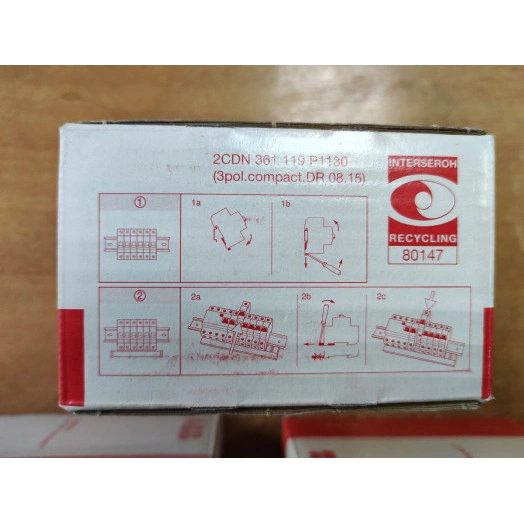 2CDN 361 119 P1130
(3pol.compact.DR 08.15)
INTERSEROH
RECYCLING
80147
1
1a
1b
2
2a
2b
2c